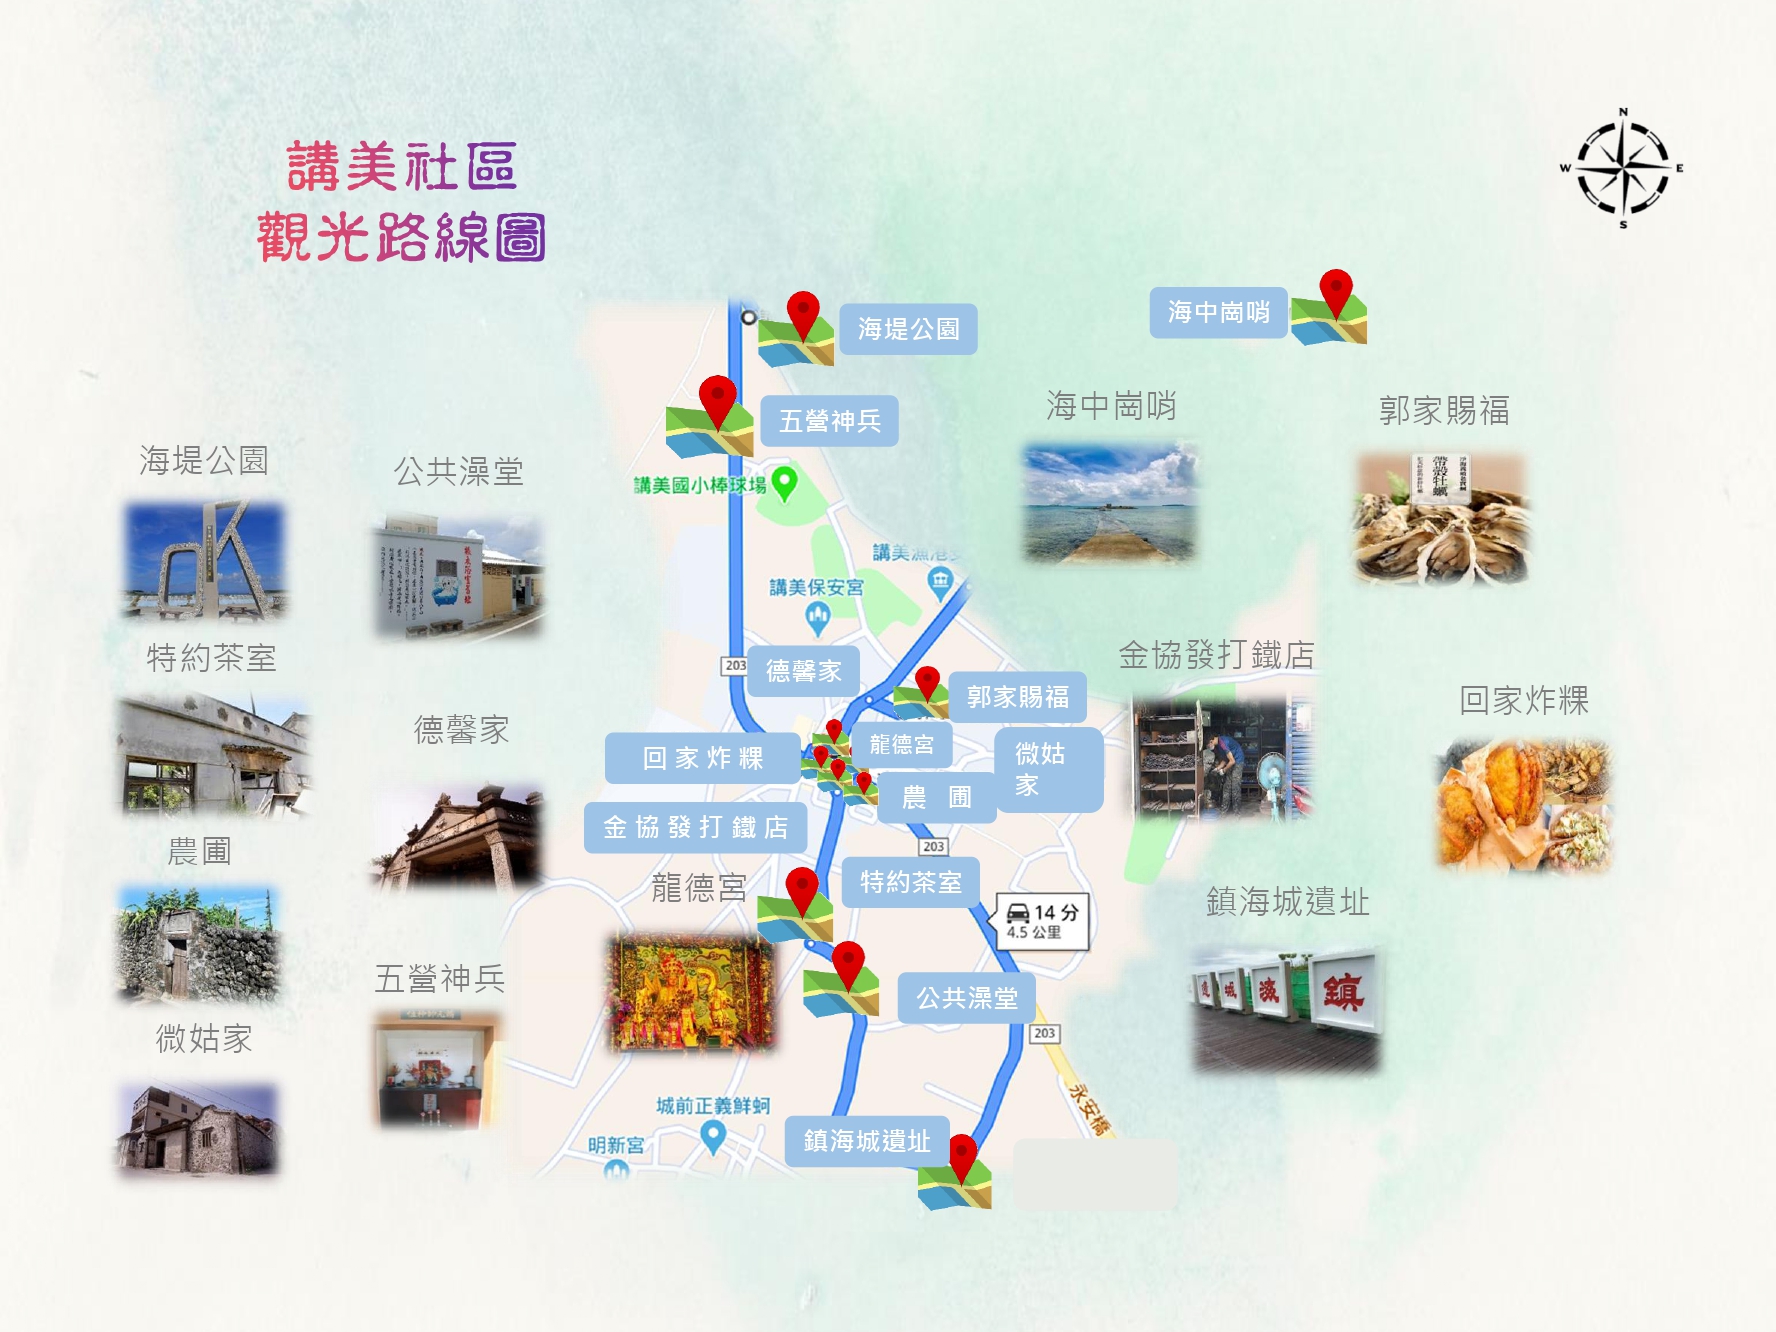 講美社區
觀光路線圖
N
W
E
S
海堤公園
海中崗哨
五營神兵
海中崗哨
郭家賜福
海堤公園
公共澡堂
講美國小棒球場
帶殼牡蠣
講美漁港
講美保安宮
特約茶室
德馨家
203
德馨家
郭家賜福
金協發打鐵店
回家炸粿
龍德宮
微姑
家
回家炸粿
農 圃
金協發打鐵店
203
農圃
龍德宮
特約茶室
14 分
4.5 公里
鎮海城遺址
五營神兵
公共澡堂
鎮
海
城
203
微姑家
永安橋
城前正義鮮蚵
明新宮
鎮海城遺址